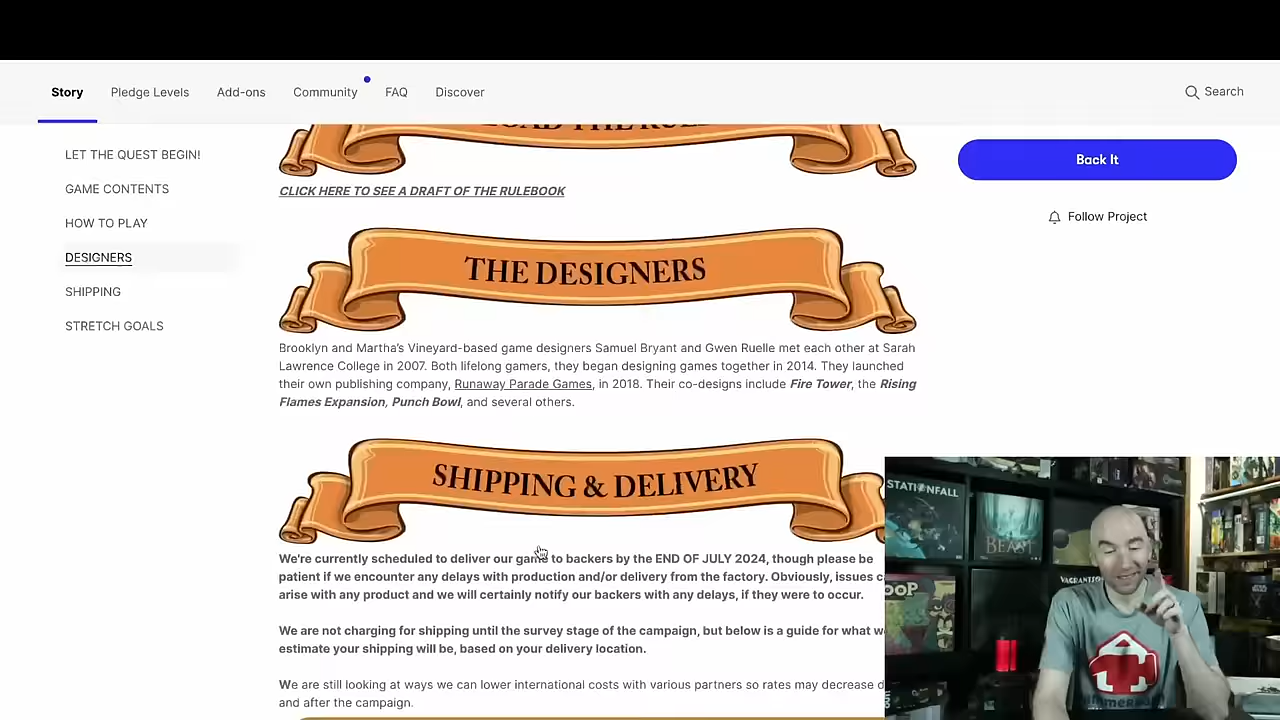 Story Pledge Levels Add-ons Community FAQ Discover Search
LET THE QUEST BEGIN!
GAME CONTENTS
HOW TO PLAY
DESIGNERS
SHIPPING
STRETCH GOALS
Back It
Follow Project
CLICK HERE TO SEE A DRAFT OF THE RULEBOOK
THE DESIGNERS
Brooklyn and Martha's Vineyard-based game designers Samuel Bryant and Gwen Ruelle met each other at Sarah
Lawrence College in 2007. Both lifelong gamers, they began designing games together in 2014. They launched
their own publishing company, Runaway Parade Games, in 2018. Their co-designs include Fire Tower, the Rising
Flames Expansion, Punch Bowl, and several others.
SHIPPING & DELIVERY
We're currently scheduled to deliver our game to backers by the END OF JULY 2024, though please be
patient if we encounter any delays with production and/or delivery from the factory. Obviously, issues c
arise with any product and we will certainly notify our backers with any delays, if they were to occur.
We are not charging for shipping until the survey stage of the campaign, but below is a guide for what w
estimate your shipping will be, based on your delivery location.
We are still looking at ways we can lower international costs with various partners so rates may decrease d
and after the campaign.
STATIONFALL
BEAST